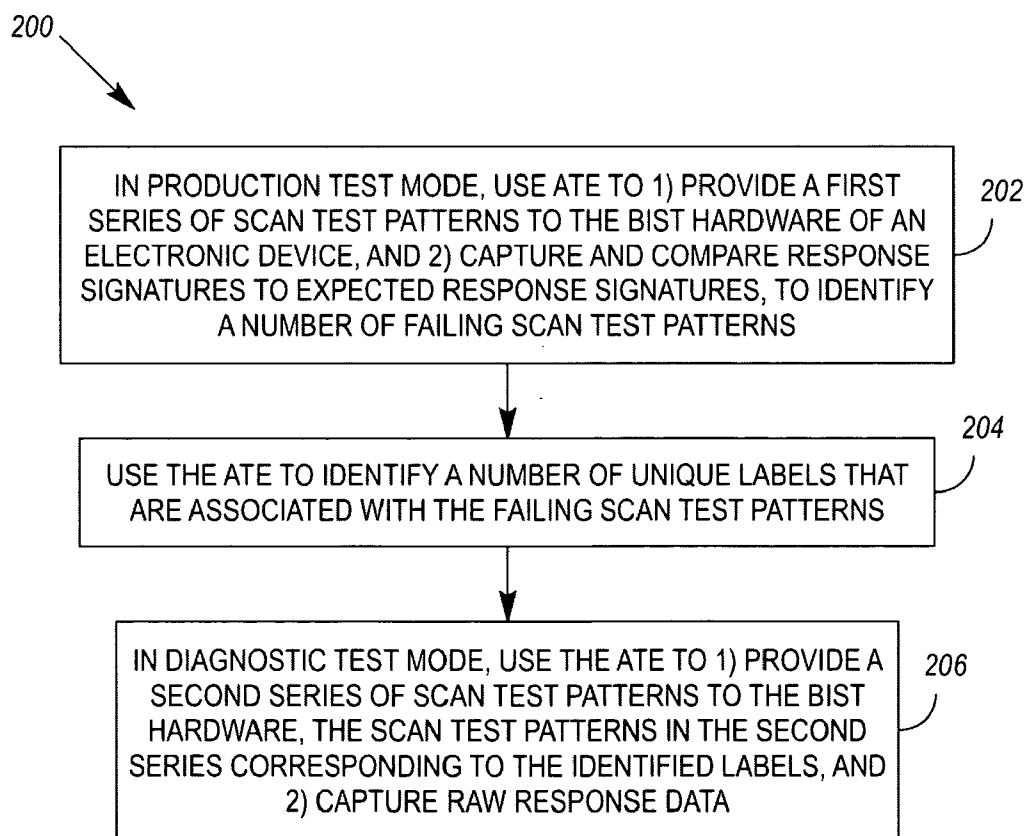 200
IN PRODUCTION TEST MODE, USE ATE TO 1) PROVIDE A FIRST
SERIES OF SCAN TEST PATTERNS TO THE BIST HARDWARE OF AN
ELECTRONIC DEVICE, AND 2) CAPTURE AND COMPARE RESPONSE
SIGNATURES TO EXPECTED RESPONSE SIGNATURES, TO IDENTIFY
A NUMBER OF FAILING SCAN TEST PATTERNS
202
USE THE ATE TO IDENTIFY A NUMBER OF UNIQUE LABELS THAT
ARE ASSOCIATED WITH THE FAILING SCAN TEST PATTERNS
204
IN DIAGNOSTIC TEST MODE, USE THE ATE TO 1) PROVIDE A
SECOND SERIES OF SCAN TEST PATTERNS TO THE BIST
HARDWARE, THE SCAN TEST PATTERNS IN THE SECOND
SERIES CORRESPONDING TO THE IDENTIFIED LABELS, AND
2) CAPTURE RAW RESPONSE DATA
206